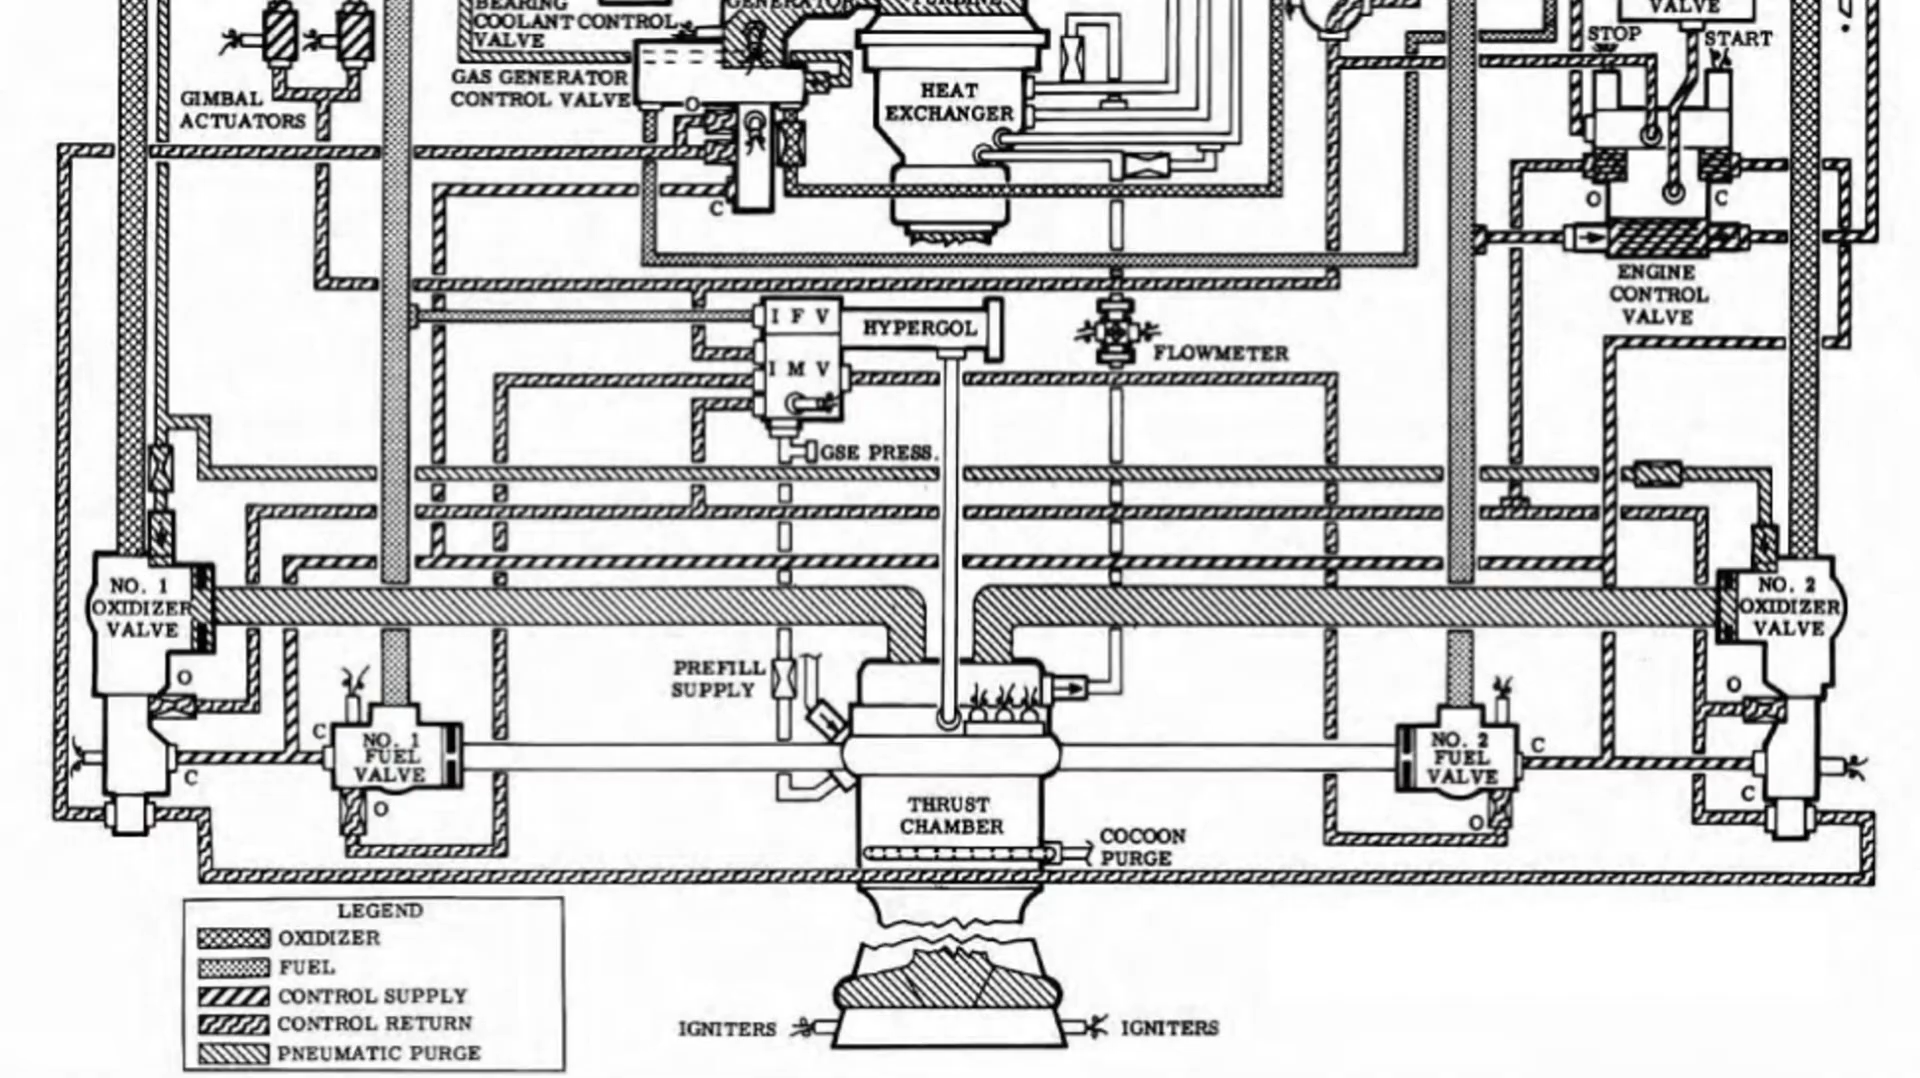 BEARING
COOLANT CONTROL
VALVE
GENERATOR
TURBINE
VALVE
STOP
START
GAS GENERATOR
CONTROL VALVE
GIMBAL
ACTUATORS
HEAT
EXCHANGER
O
C
O
C
ENGINE
CONTROL
VALVE
I F V
HYPERGOL
I M V
FLOWMETER
GSE PRESS.
NO. 1
OXIDIZER
VALVE
NO. 2
OXIDIZER
VALVE
O
PREFILL
SUPPLY
O
C
NO. 1
FUEL
VALVE
C
O
NO. 2
FUEL
VALVE
C
O
C
THRUST
CHAMBER
COCOON
PURGE
LEGEND
OXIDIZER
FUEL
CONTROL SUPPLY
CONTROL RETURN
PNEUMATIC PURGE
IGNITERS
IGNITERS